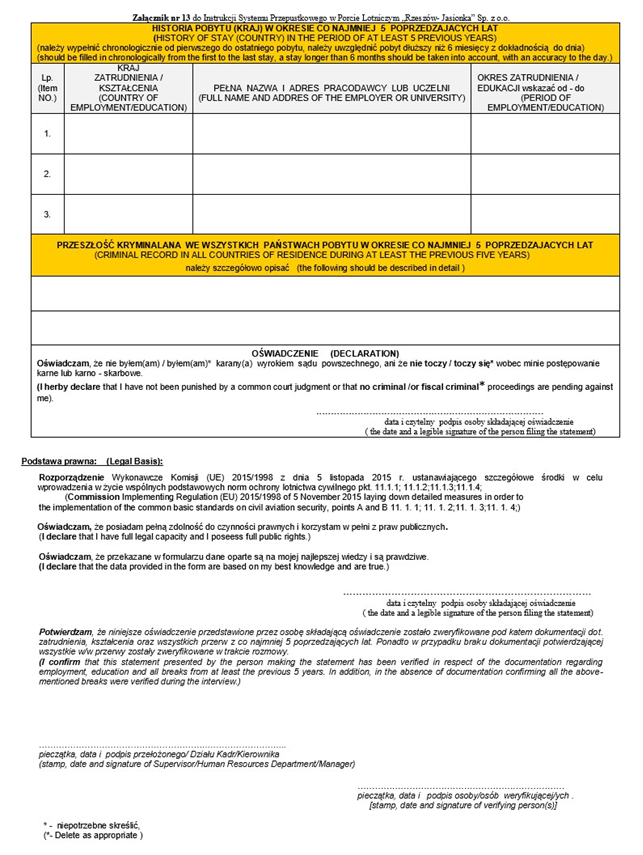 Załącznik nr 13 do Instrukcji Systemu Przepustkowego w Porcie Lotniczym „Rzeszów- Jasionka” Sp. z o.o.
HISTORIA POBYTU (KRAJ) W OKRESIE CO NAJMNIEJ 5 POPRZEDZAJACYCH LAT
(HISTORY OF STAY (COUNTRY) IN THE PERIOD OF AT LEAST 5 PREVIOUS YEARS)
(należy wypełnić chronologicznie od pierwszego do ostatniego pobytu, należy uwzględnić pobyt dłuższy niż 6 miesięcy z dokładnością do dnia)
(should be filled in chronologically from the first to the last stay, a stay longer than 6 months should be taken into account, with an accuracy to the day.)
Lp.
(Item
NO.)
KRAJ
ZATRUDNIENIA /
KSZTAŁCENIA
(COUNTRY OF
EMPLOYMENT/EDUCATION)
PEŁNA NAZWA I ADRES PRACODAWCY LUB UCZELNI
(FULL NAME AND ADDRES OF THE EMPLOYER OR UNIVERSITY)
OKRES ZATRUDNIENIA /
EDUKACJI wskazać od - do
(PERIOD OF
EMPLOYMENT/EDUCATION)
1.
2.
3.
PRZESZŁOŚĆ KRYMINALANA WE WSZYSTKICH PAŃSTWACH POBYTU W OKRESIE CO NAJMNIEJ 5 POPRZEDZAJACYCH LAT
(CRIMINAL RECORD IN ALL COUNTRIES OF RESIDENCE DURING AT LEAST THE PREVIOUS FIVE YEARS)
należy szczegółowo opisać (the following should be described in detail )
OŚWIADCZENIE (DECLARATION)
Oświadczam, że nie byłem(am) / byłem(am)* karany(a) wyrokiem sądu powszechnego, ani że nie toczy / toczy się* wobec minie postępowanie
karne lub karno - skarbowe.
(I herby declare that I have not been punished by a common court judgment or that no criminal /or fiscal criminal* proceedings are pending against
me).
data i czytelny podpis osoby składającej oświadczenie
( the date and a legible signature of the person filing the statement)
Podstawa prawna: (Legal Basis):
Rozporządzenie Wykonawcze Komisji (UE) 2015/1998 z dnia 5 listopada 2015 r. ustanawiającego szczegółowe środki w celu
wprowadzenia w życie wspólnych podstawowych norm ochrony lotnictwa cywilnego pkt. 11.1.1; 11.1.2;11.1.3;11.1.4;
(Commission Implementing Regulation (EU) 2015/1998 of 5 November 2015 laying down detailed measures in order to
the implementation of the common basic standards on civil aviation security, points A and B 11. 1. 1; 11. 1. 2;11. 1. 3;11. 1. 4;)
Oświadczam, że posiadam pełną zdolność do czynności prawnych i korzystam w pełni z praw publicznych.
(I declare that I have full legal capacity and I poseess full public rights.)
Oświadczam, że przekazane w formularzu dane oparte są na mojej najlepszej wiedzy i są prawdziwe.
(I declare that the data provided in the form are based on my best knowledge and are true.)
data i czytelny podpis osoby składającej oświadczenie
( the date and a legible signature of the person filing the statement)
Potwierdzam, że niniejsze oświadczenie przedstawione przez osobę składającą oświadczenie zostało zweryfikowane pod katem dokumentacji dot.
zatrudnienia, kształcenia oraz wszystkich przerw z co najmniej 5 poprzedzających lat. Ponadto w przypadku braku dokumentacji potwierdzającej
wszystkie w/w przerwy zostały zweryfikowane w trakcie rozmowy.
(I confirm that this statement presented by the person making the statement has been verified in respect of the documentation regarding
employment, education and all breaks from at least the previous 5 years. In addition, in the absence of documentation confirming all the above-
mentioned breaks were verified during the interview.)
pieczątka, data i podpis przełożonego/ Działu Kadr/Kierownika
(stamp, date and signature of Supervisor/Human Resources Department/Manager)
pieczątka, data i podpis osoby/osób weryfikującej/ych .
[stamp, date and signature of verifying person(s)]
* - niepotrzebne skreślić,
(*- Delete as appropriate )